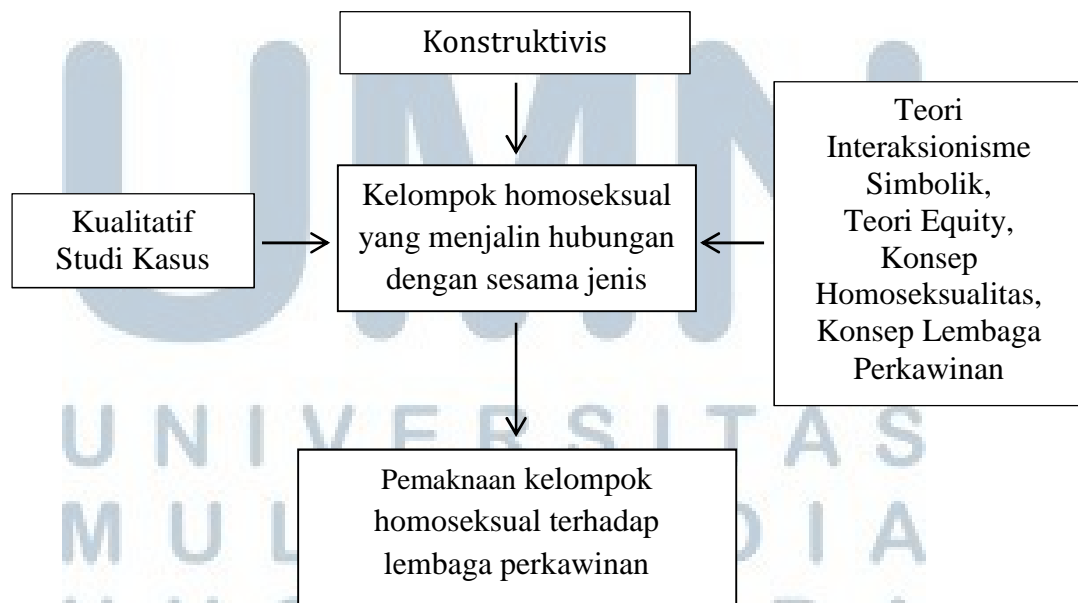 UMN
Konstruktivis
Kualitatif
Studi Kasus
Kelompok homoseksual
yang menjalin hubungan
dengan sesama jenis
Teori
Interaksionisme
Simbolik,
Teori Equity,
Konsep
Homoseksualitas,
Konsep Lembaga
Perkawinan
UNIVERSITAS
Pemaknaan kelompok
homoseksual terhadap
lembaga perkawinan